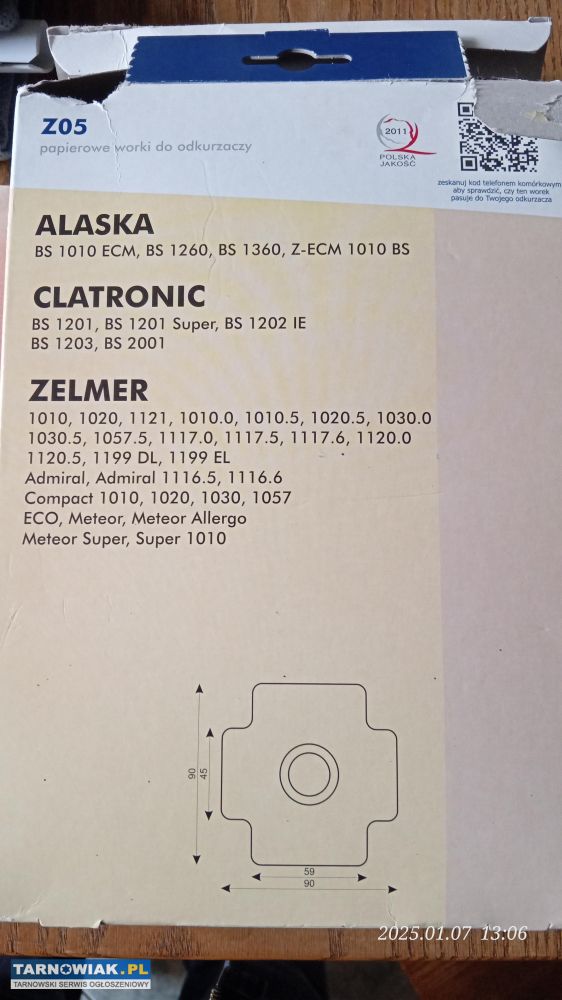 Z05
papierowe worki do odkurzaczy
2011
POLSKA
JAKOŚĆ
zeskanuj kod telefonem komórkowym
aby sprawdzić, czy ten worek
pasuje do Twojego odkurzacza
ALASKA
BS 1010 ECM, BS 1260, BS 1360, Z-ECM 1010 BS
CLATRONIC
BS 1201, BS 1201 Super, BS 1202 IE
BS 1203, BS 2001
ZELMER
1010, 1020, 1121, 1010.0, 1010.5, 1020.5, 1030.0
1030.5, 1057.5, 1117.0, 1117.5, 1117.6, 1120.0
1120.5, 1199 DL, 1199 EL
Admiral, Admiral 1116.5, 1116.6
Compact 1010, 1020, 1030, 1057
ECO, Meteor, Meteor Allergo
Meteor Super, Super 1010
90
45
59
90
2025.01.07 13:06
TARNOWIAK.PL
TARNOWSKI SERWIS OGŁOSZENIOWY